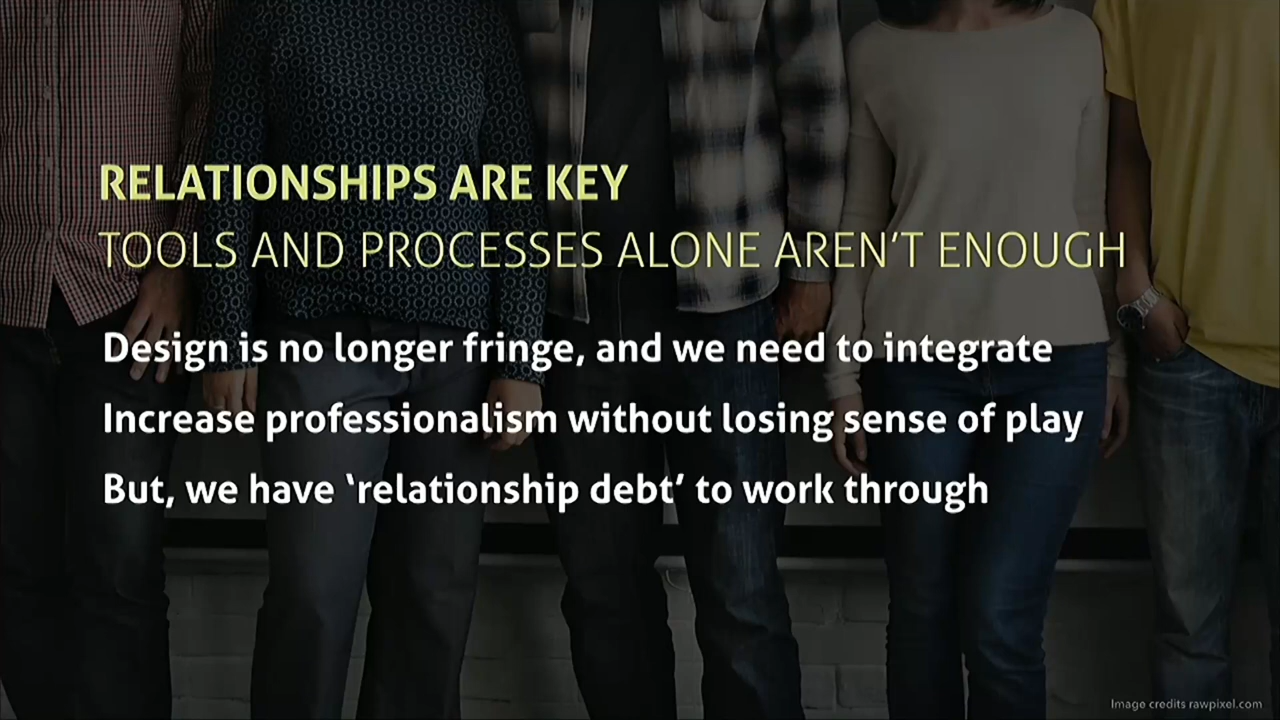 RELATIONSHIPS ARE KEY
TOOLS AND PROCESSES ALONE AREN’T ENOUGH
Design is no longer fringe, and we need to integrate
Increase professionalism without losing sense of play
But, we have ‘relationship debt’ to work through
Image credits rawpixel.com